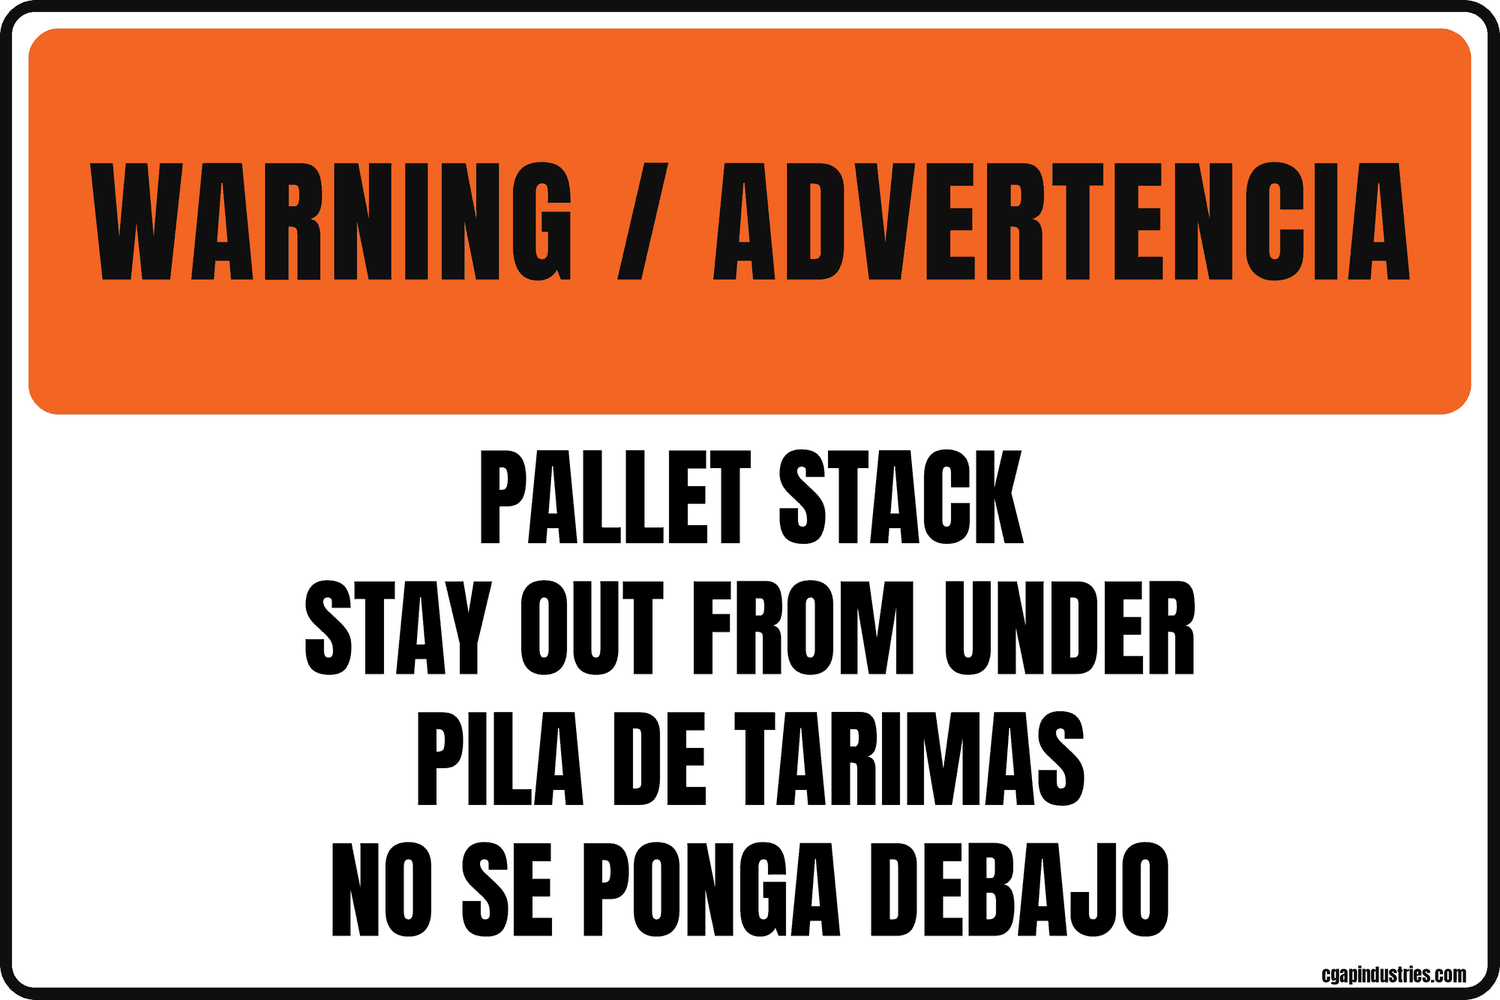 WARNING / ADVERTENCIA
PALLET STACK
STAY OUT FROM UNDER
PILA DE TARIMAS
NO SE PONGA DEBAJO
cgapindustries.com